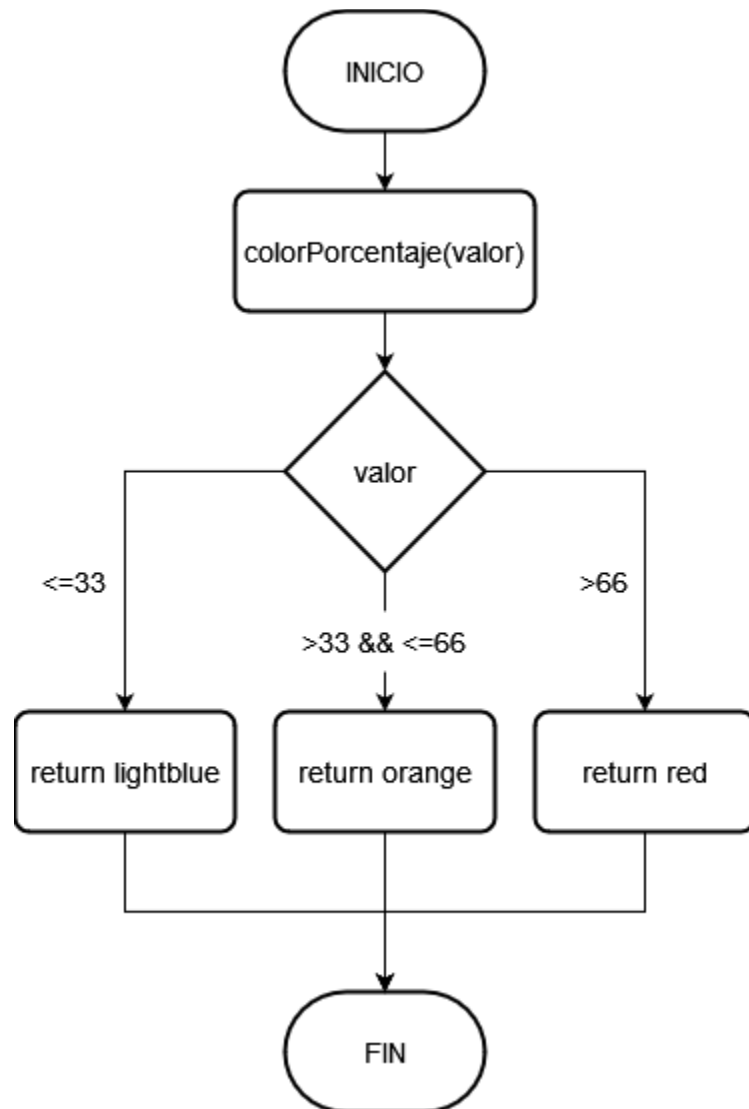 INICIO
colorPorcentaje(valor)
valor
<=33
>66
>33 && <=66
return lightblue
return orange
return red
FIN